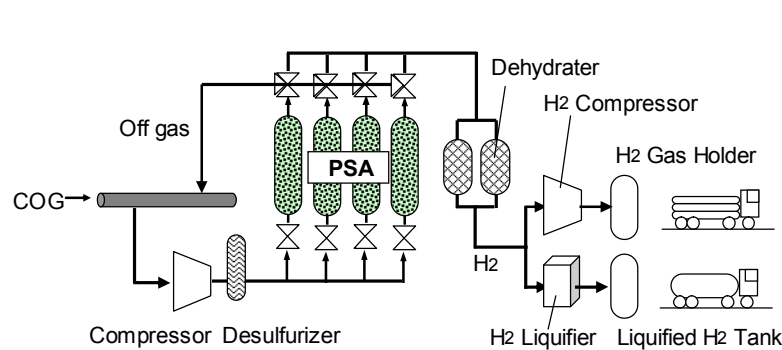 Dehydrater
H2 Compressor
Off gas
H2 Gas Holder
PSA
COG
H2
Compressor
Desulfurizer
H2 Liquifier
Liquified H2 Tank